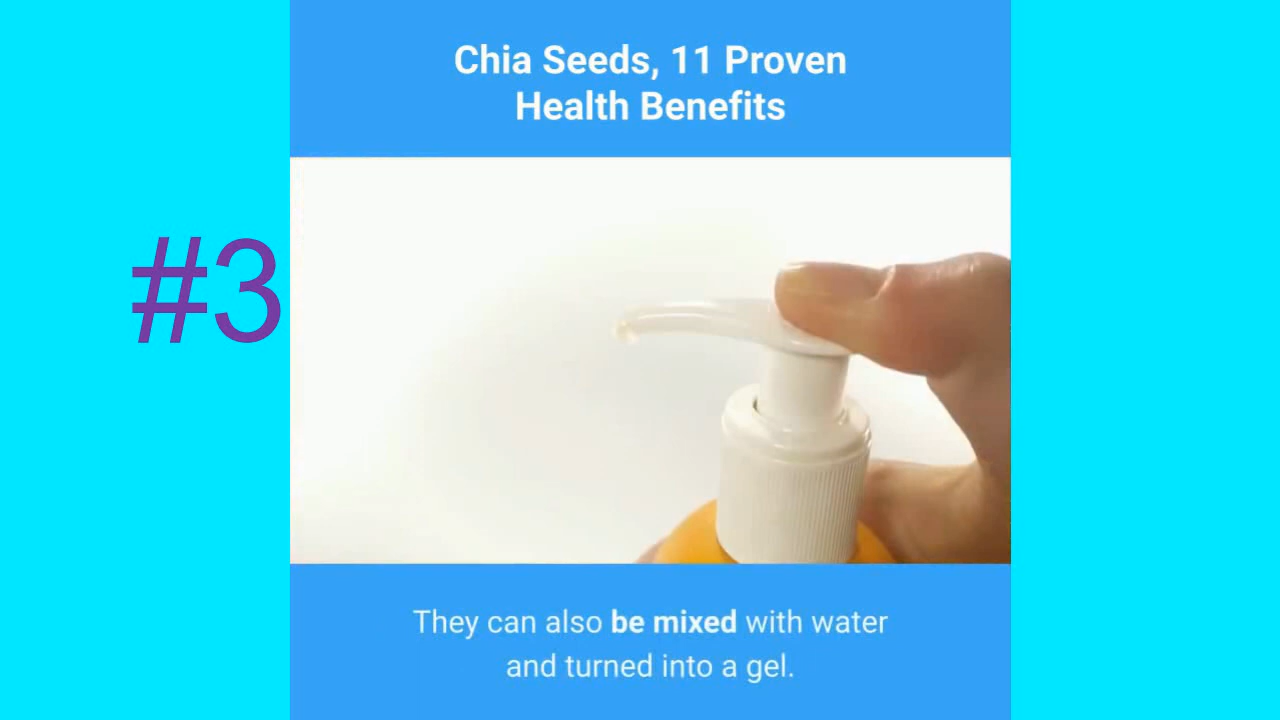 Chia Seeds, 11 Proven
Health Benefits
#3
They can also be mixed with water
and turned into a gel.